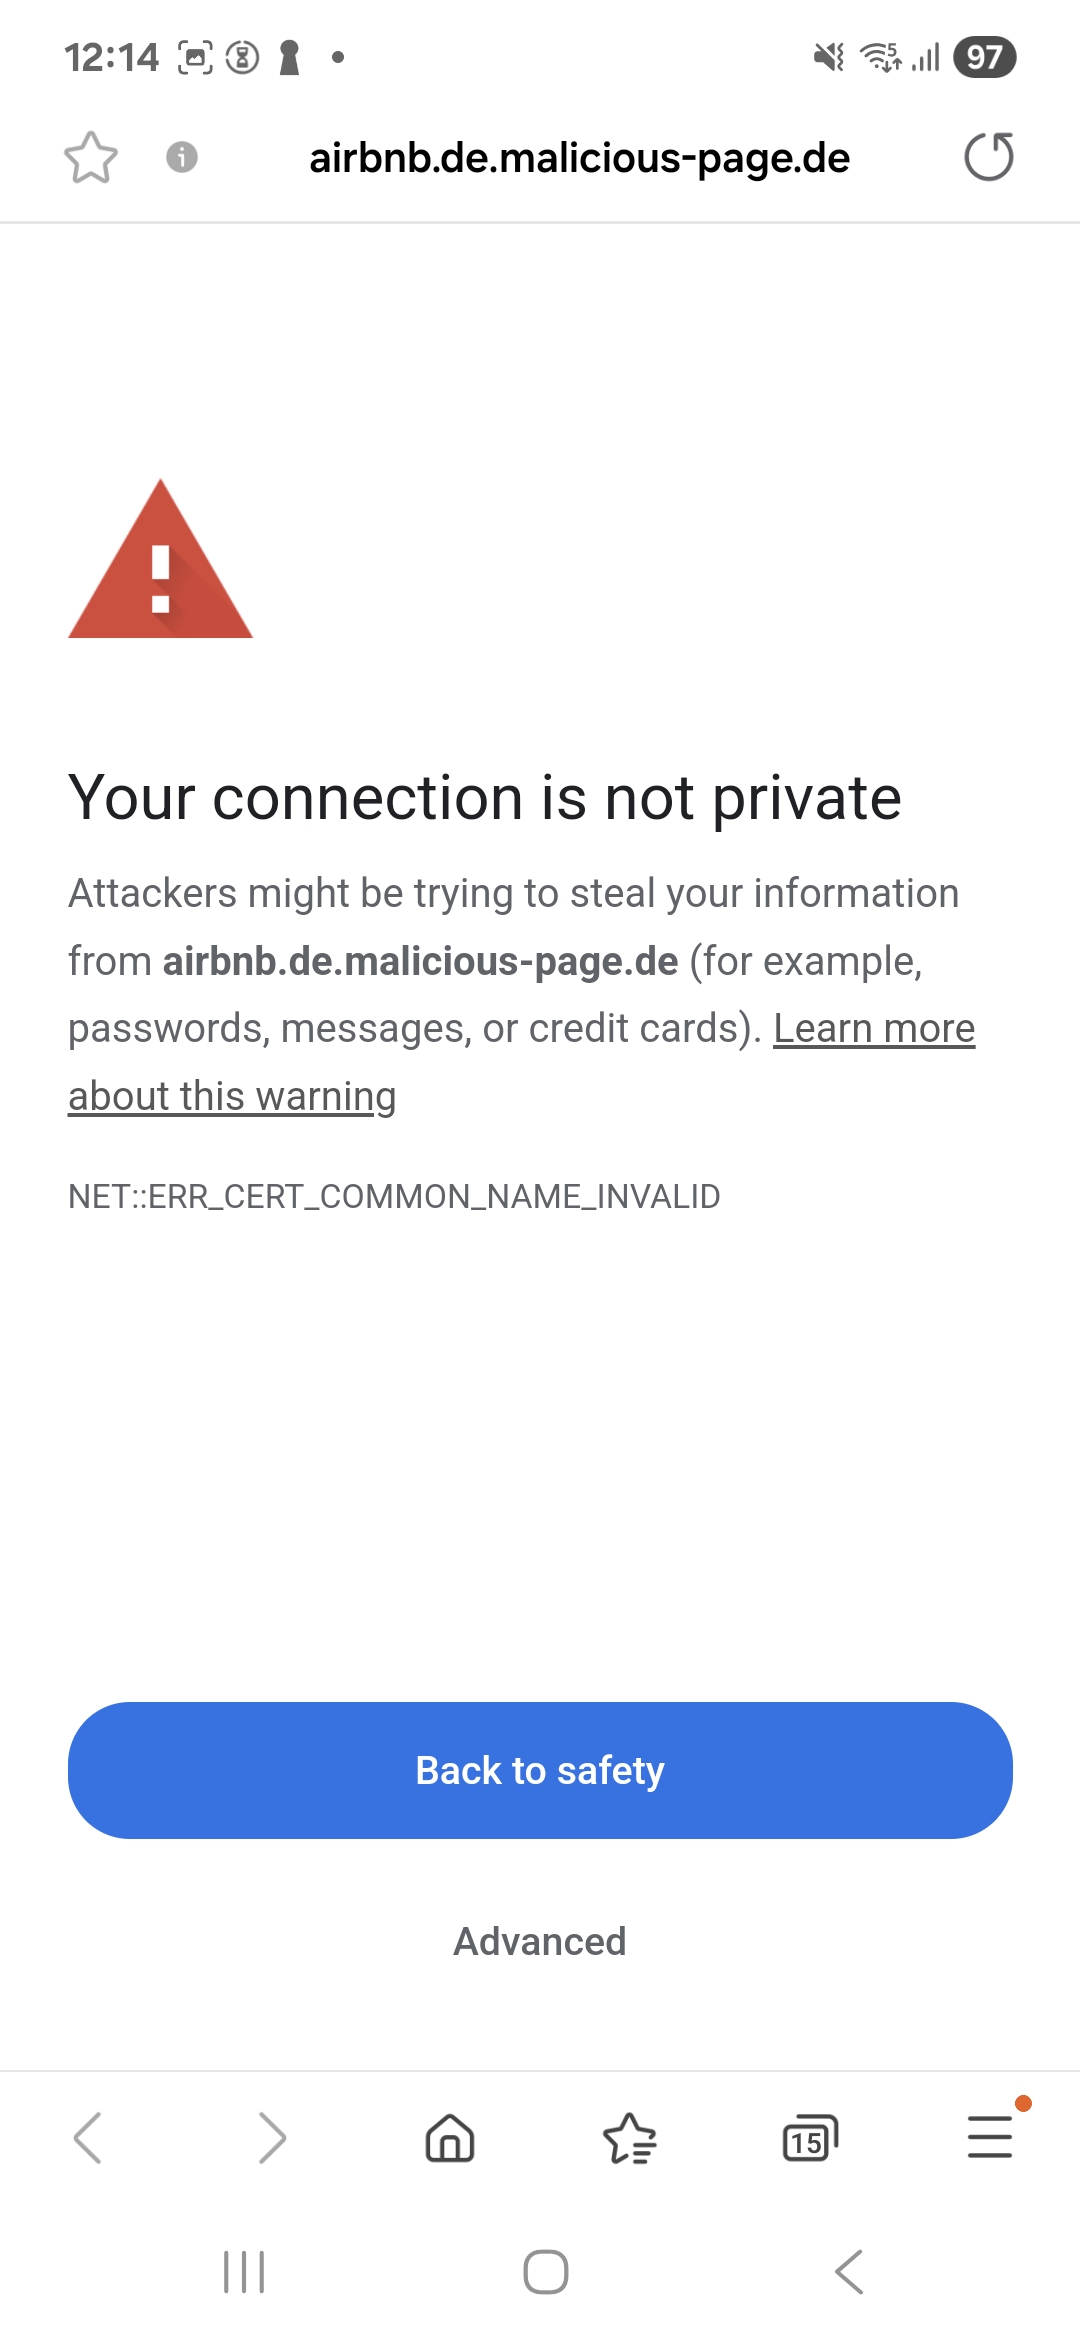 12:14
5
97
airbnb.de.malicious-page.de
Your connection is not private
Attackers might be trying to steal your information
from airbnb.de.malicious-page.de (for example,
passwords, messages, or credit cards). Learn more
about this warning
NET::ERR_CERT_COMMON_NAME_INVALID
Back to safety
Advanced
15